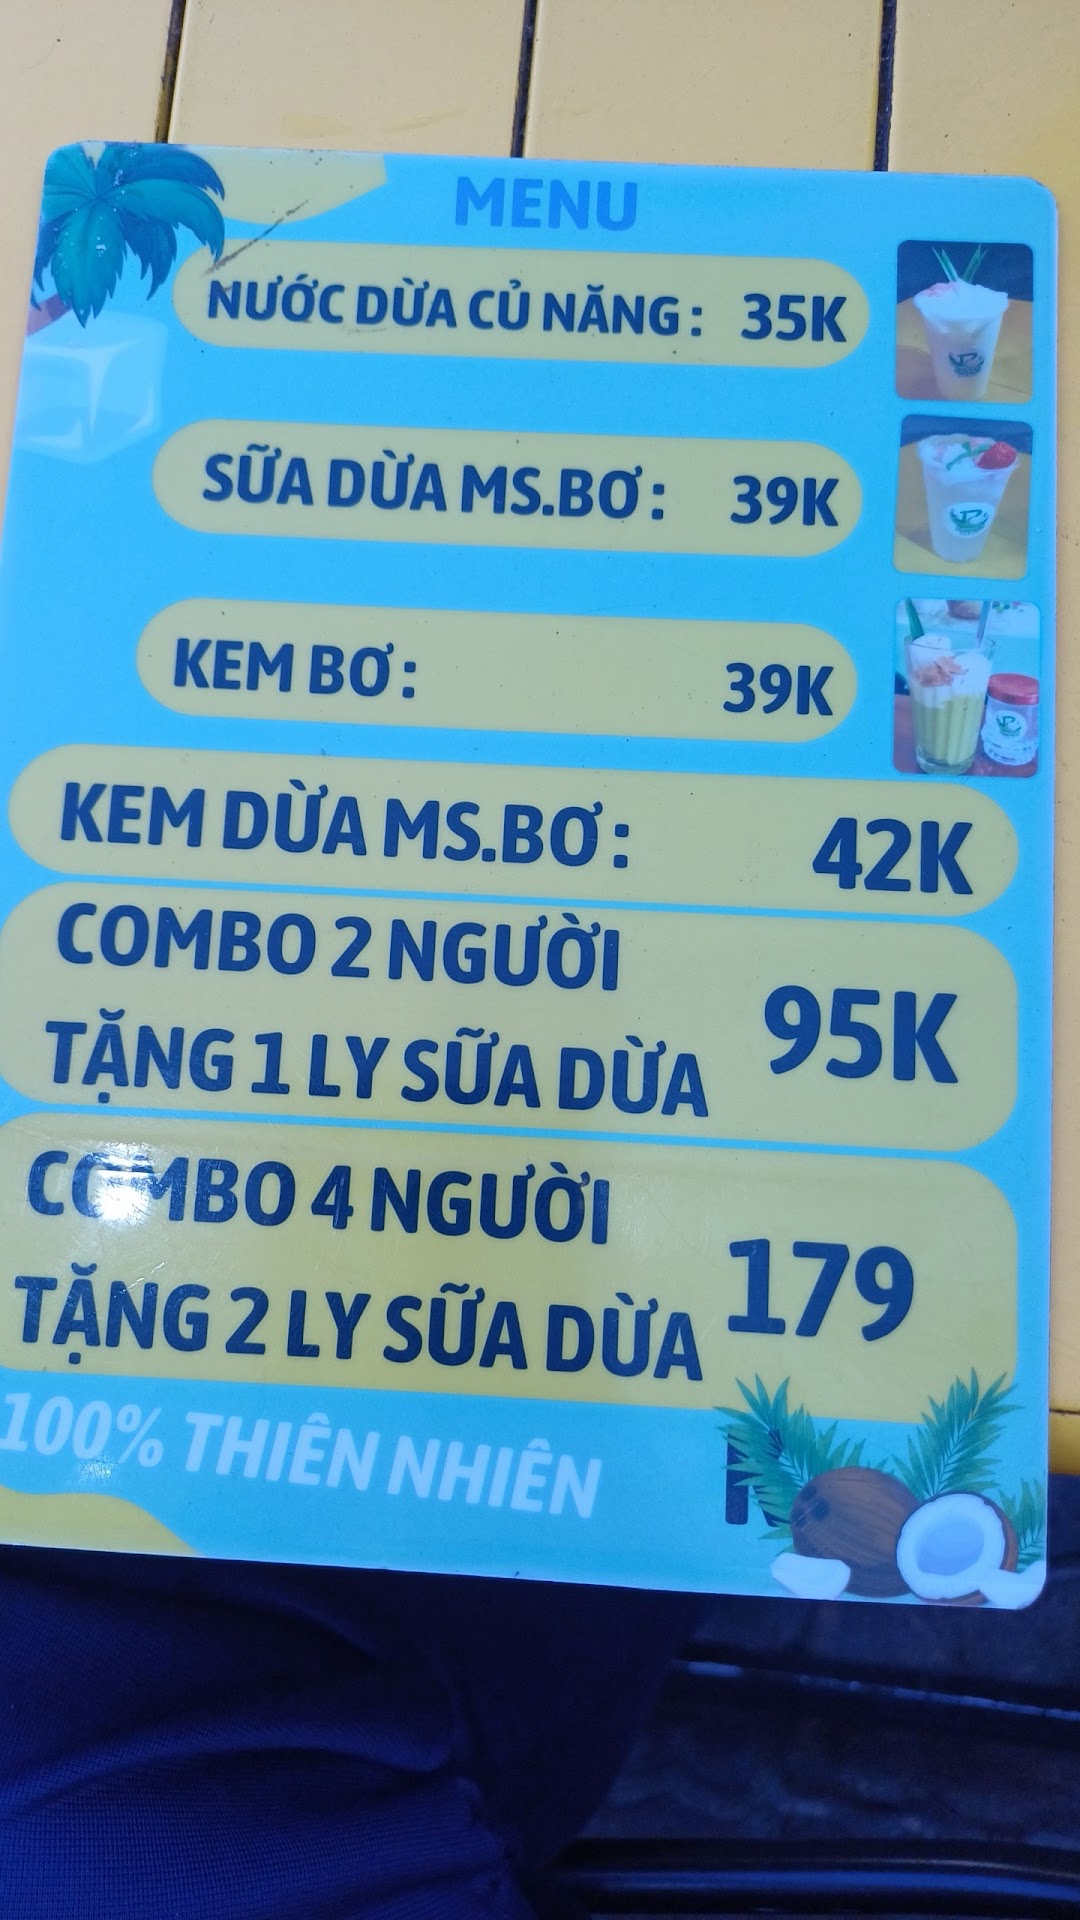 MENU
NƯỚC DỪA CỦ NĂNG : 35K
SỮA DỪA MS.BƠ : 39K
KEM BƠ : 39K
KEM DỪA MS.BƠ : 42K
COMBO 2 NGƯỜI
TẶNG 1 LY SỮA DỪA
95K
COMBO 4 NGƯỜI
TẶNG 2 LY SỮA DỪA
179
100% THIÊN NHIÊN